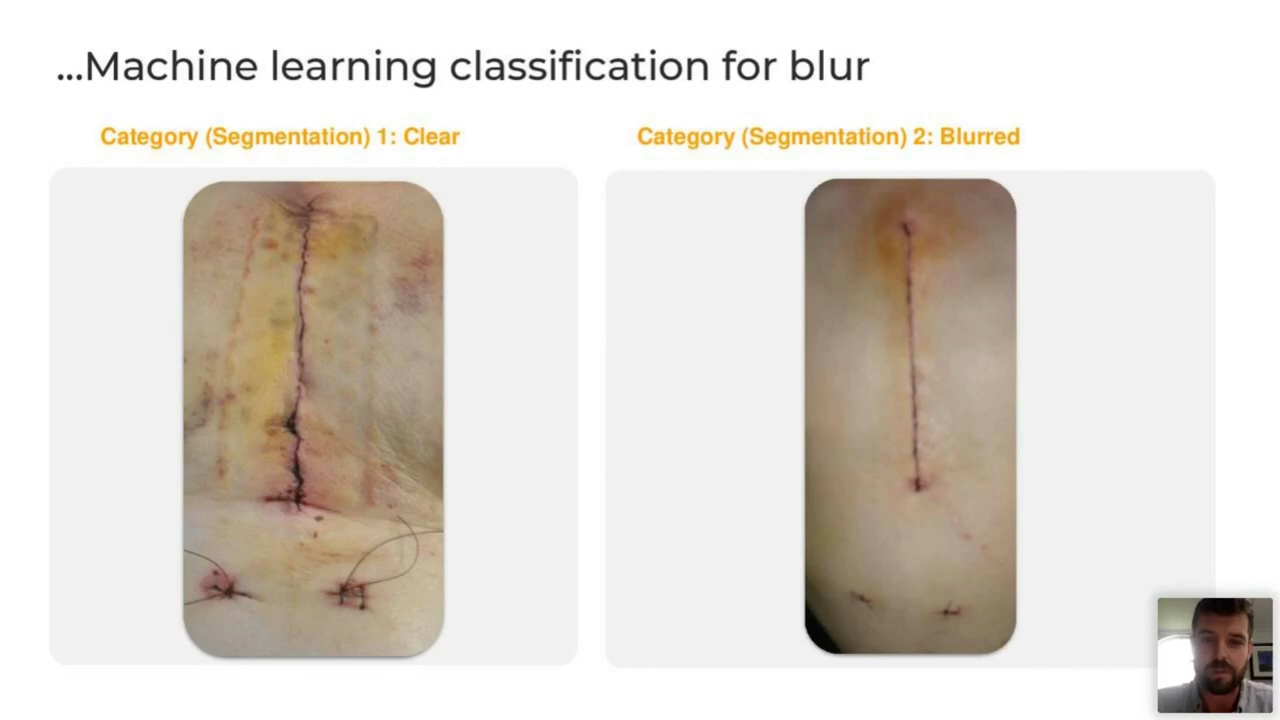 ...Machine learning classification for blur
Category (Segmentation) 1: Clear
Category (Segmentation) 2: Blurred